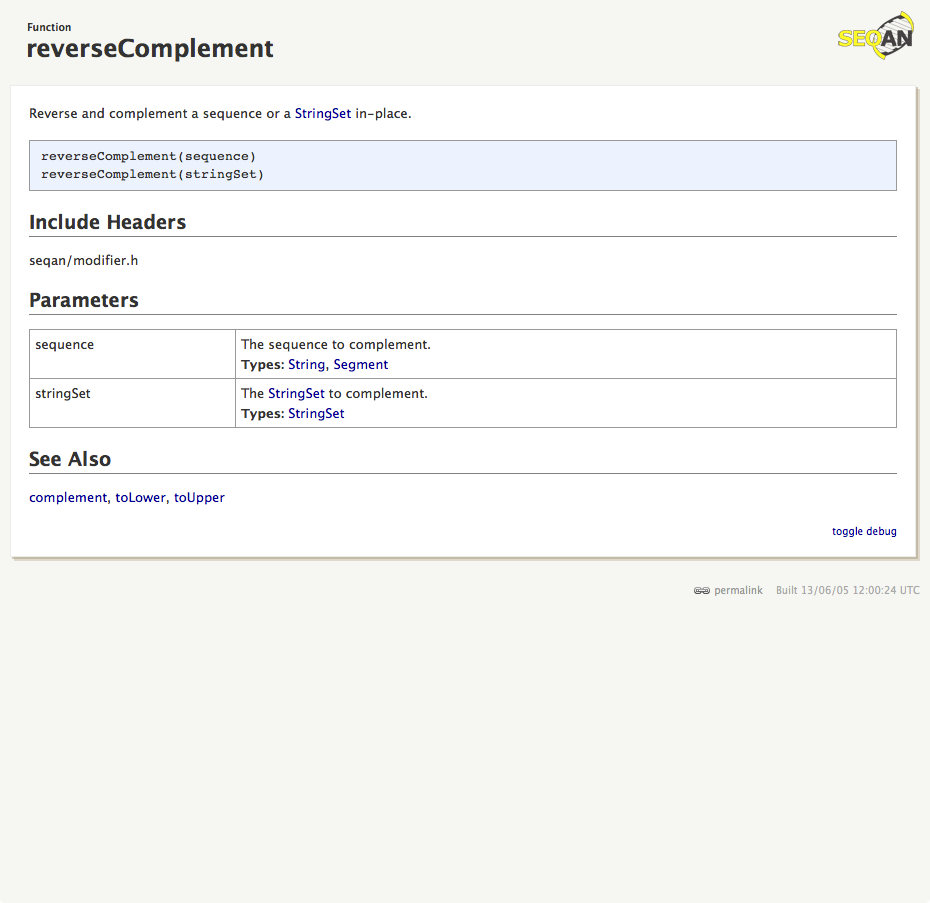 Function
reverseComplement
SEQAN
Reverse and complement a sequence or a StringSet in-place.
reverseComplement(sequence)
reverseComplement(stringSet)
Include Headers
seqan/modifier.h
Parameters
sequence
The sequence to complement.
Types: String, Segment
stringSet
The StringSet to complement.
Types: StringSet
See Also
complement, toLower, toUpper
toggle debug
permalink Built 13/06/05 12:00:24 UTC